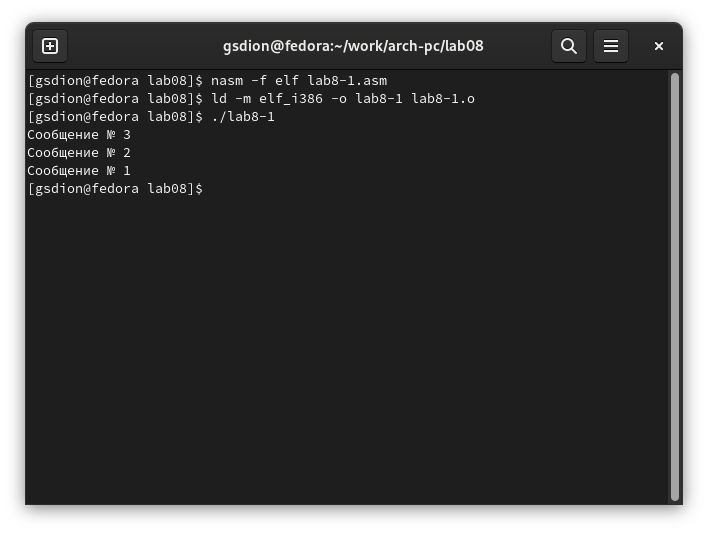 gsdion@fedora:~/work/arch-pc/lab08
[gsdion@fedora lab08]$ nasm -f elf lab8-1.asm
[gsdion@fedora lab08]$ ld -m elf_i386 -o lab8-1 lab8-1.o
[gsdion@fedora lab08]$ ./lab8-1
Сообщение № 3
Сообщение № 2
Сообщение № 1
[gsdion@fedora lab08]$